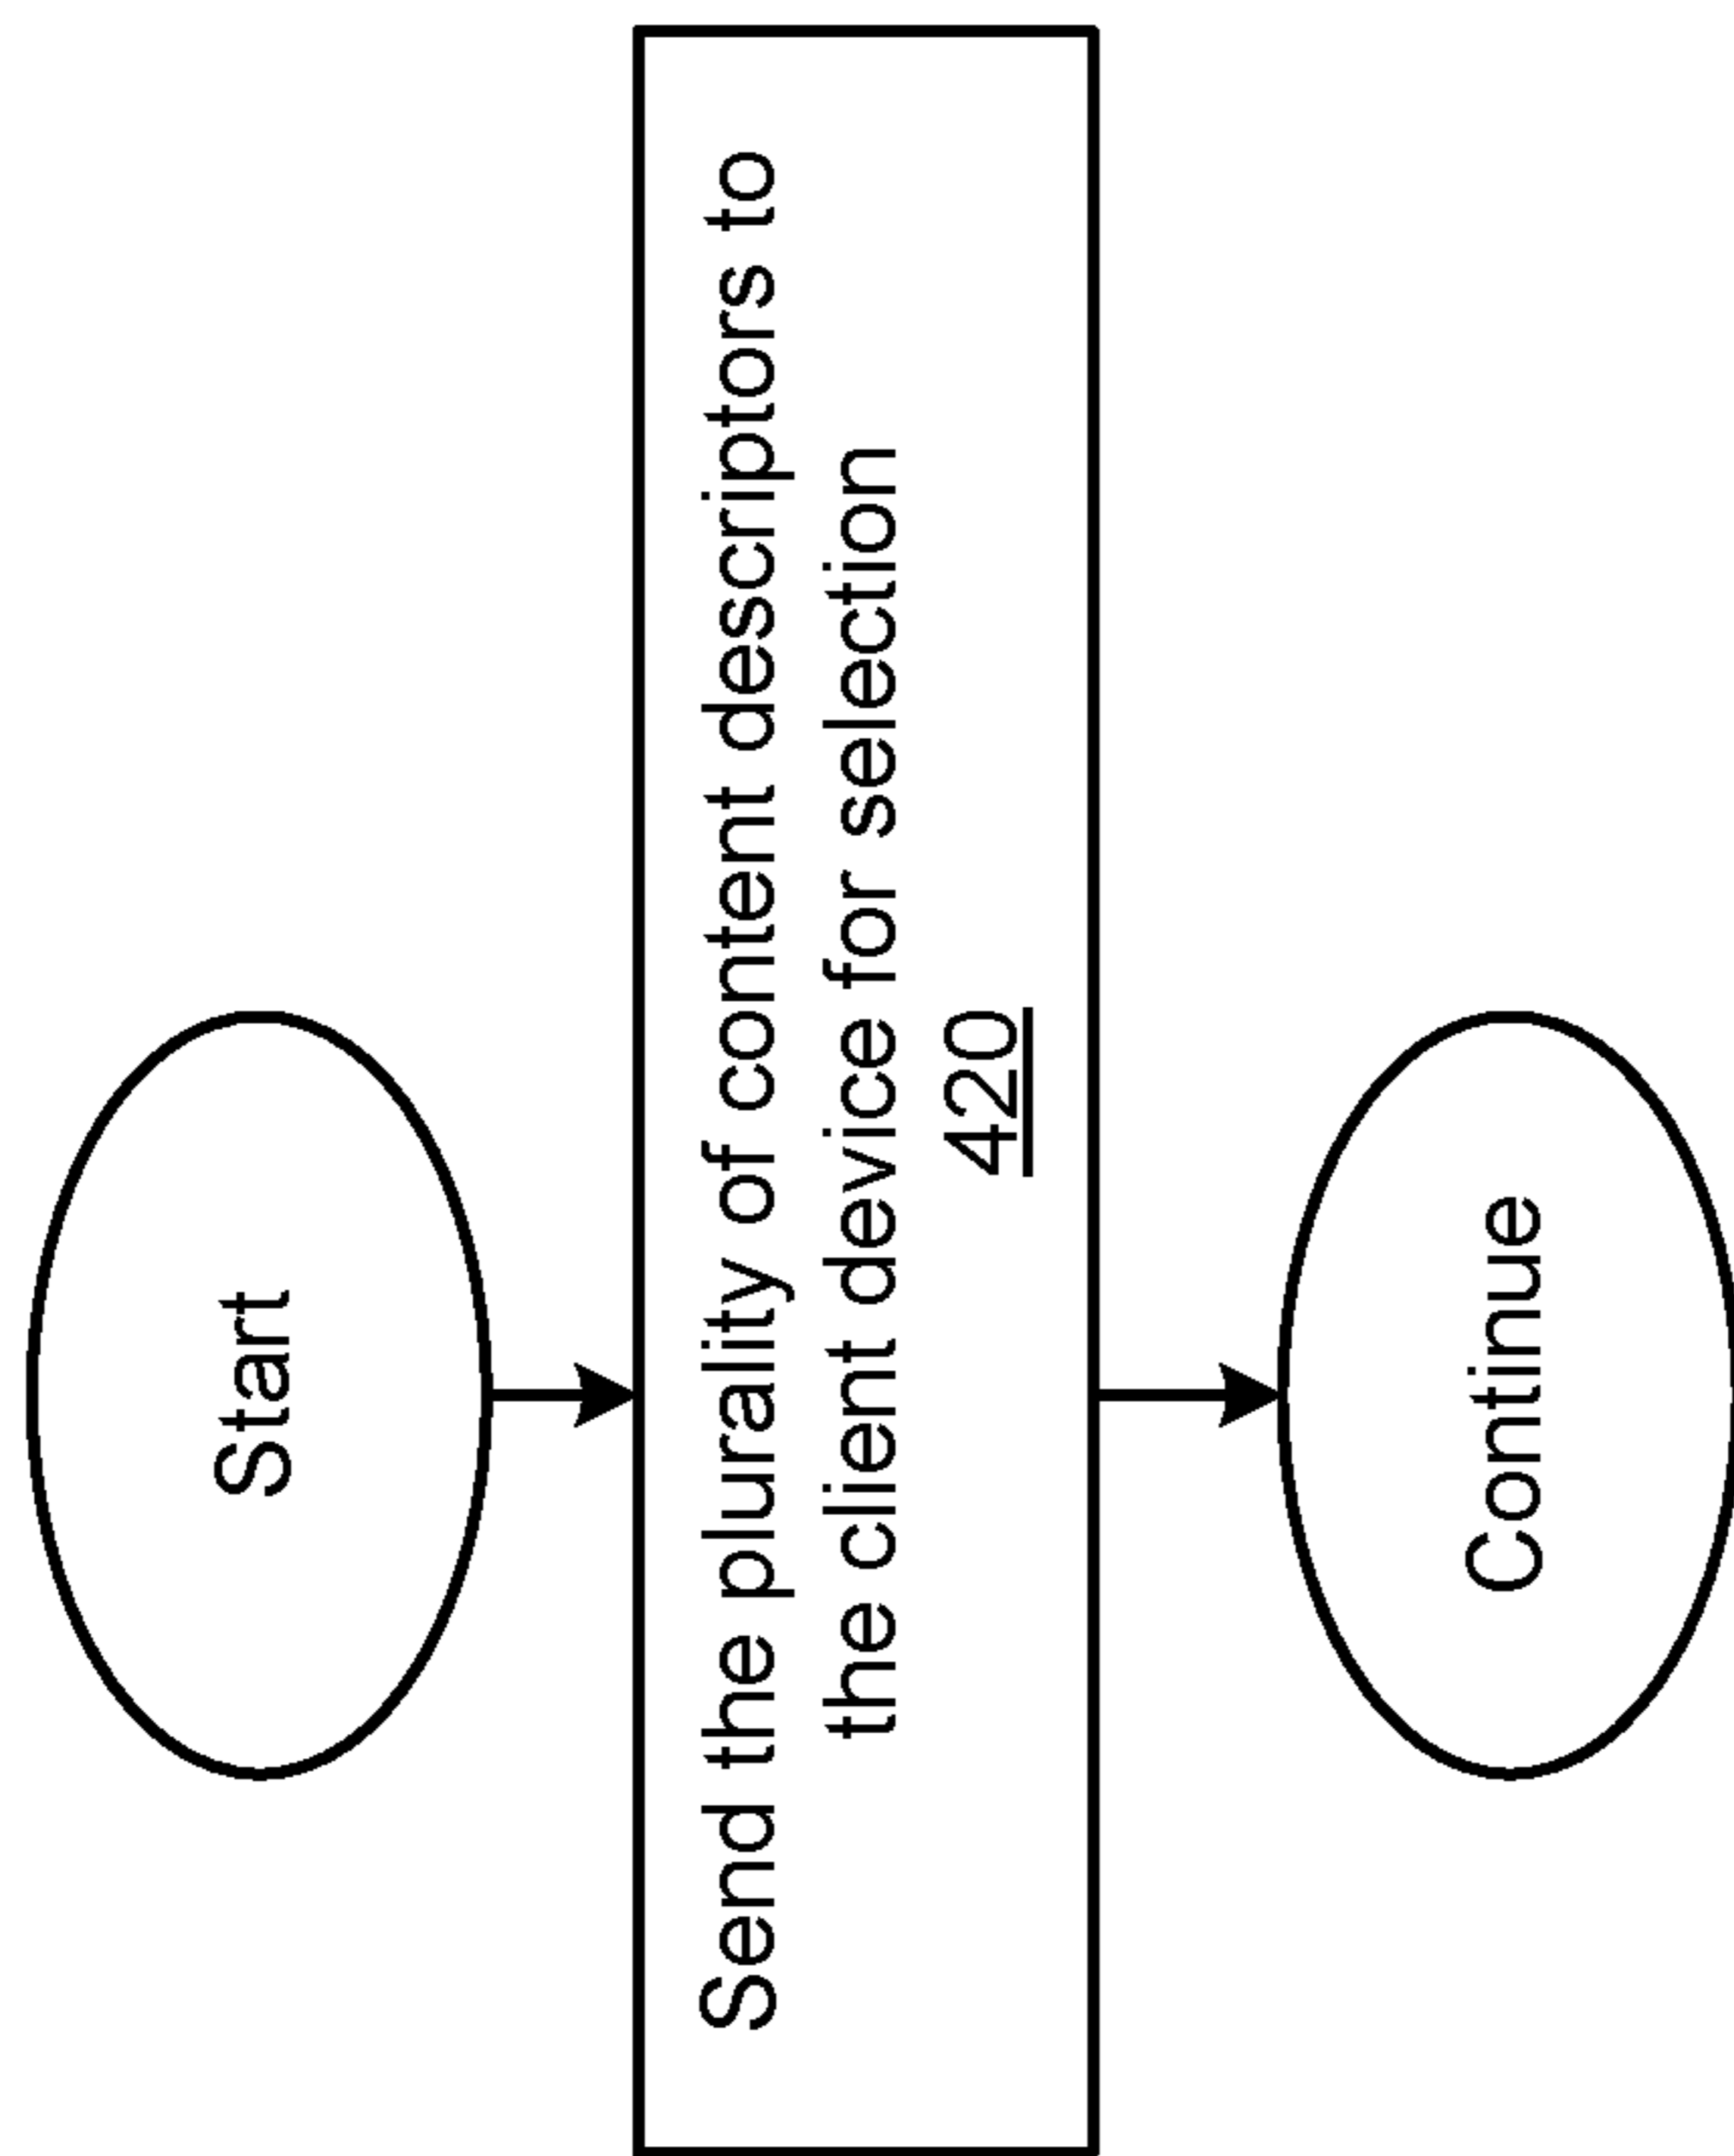 Start
Send the plurality of content descriptors to
the client device for selection
420
Continue